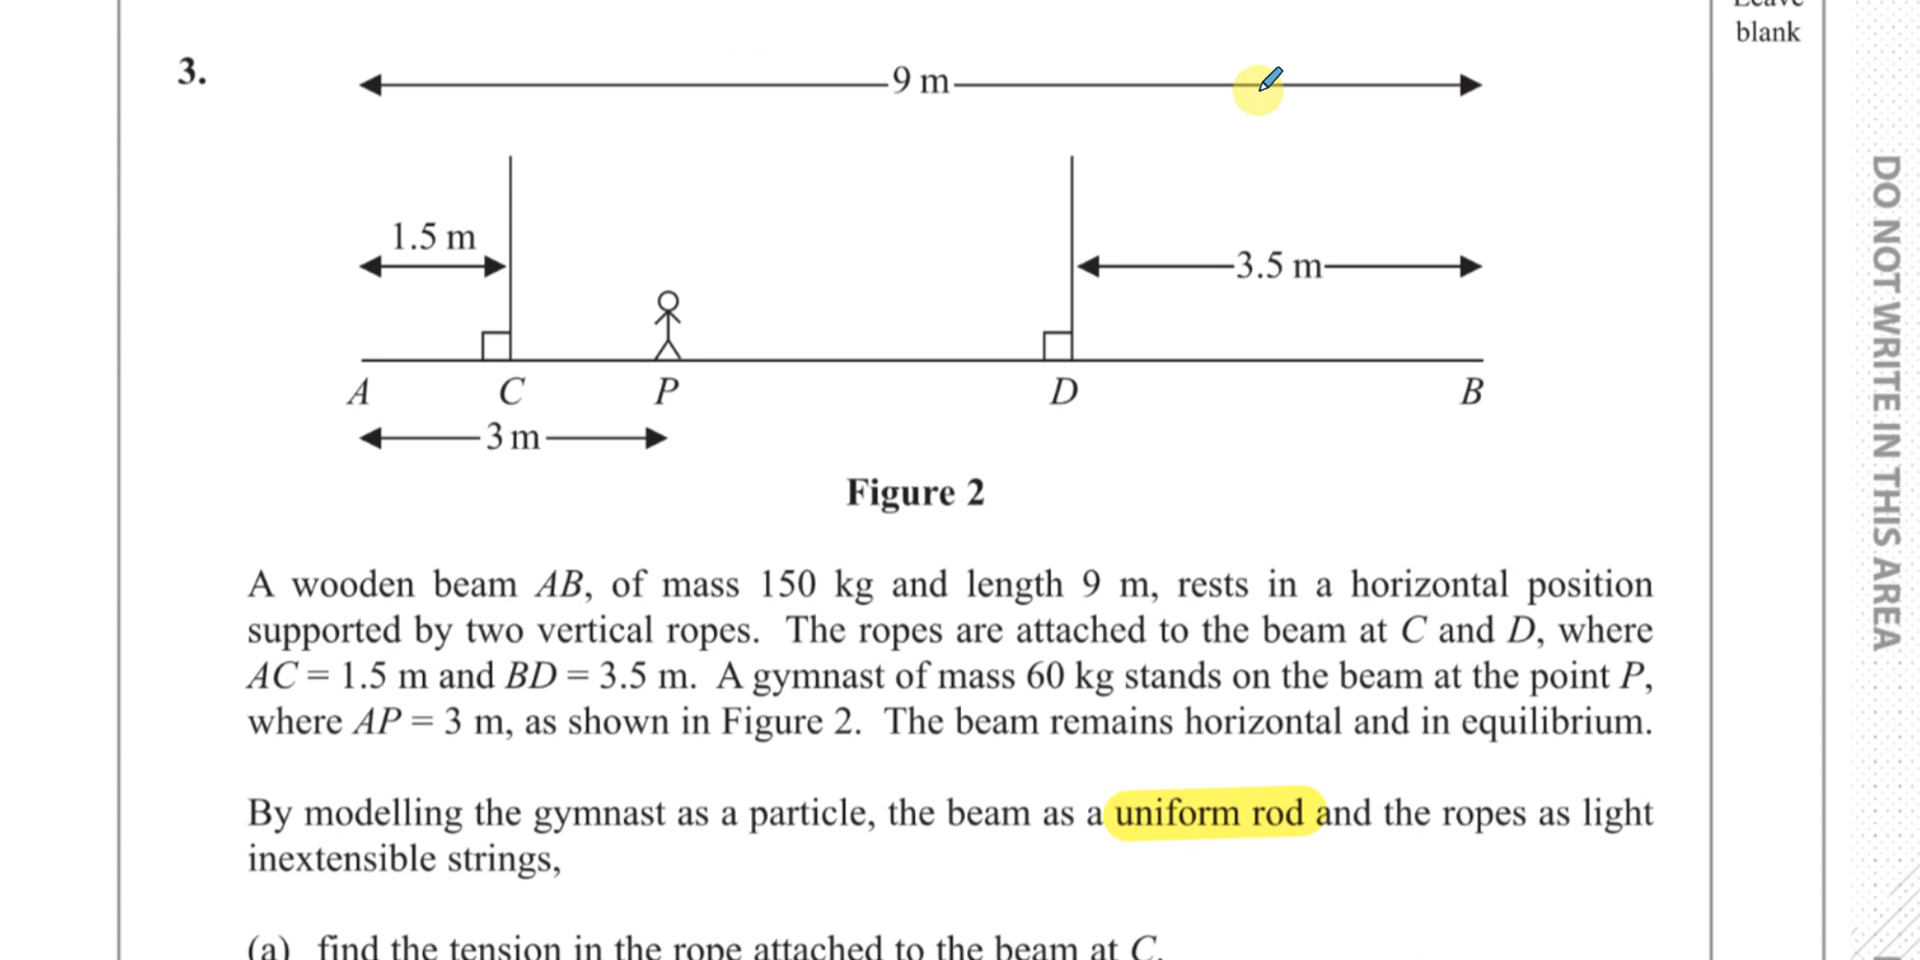 blank
3.
9 m
DO NOT WRITE IN THIS AREA
1.5 m
3.5 m
A C P D B
3 m
Figure 2
A wooden beam AB, of mass 150 kg and length 9 m, rests in a horizontal position
supported by two vertical ropes. The ropes are attached to the beam at C and D, where
AC = 1.5 m and BD = 3.5 m. A gymnast of mass 60 kg stands on the beam at the point P,
where AP = 3 m, as shown in Figure 2. The beam remains horizontal and in equilibrium.
By modelling the gymnast as a particle, the beam as a uniform rod and the ropes as light
inextensible strings,
(a) find the tension in the rope attached to the beam at C.